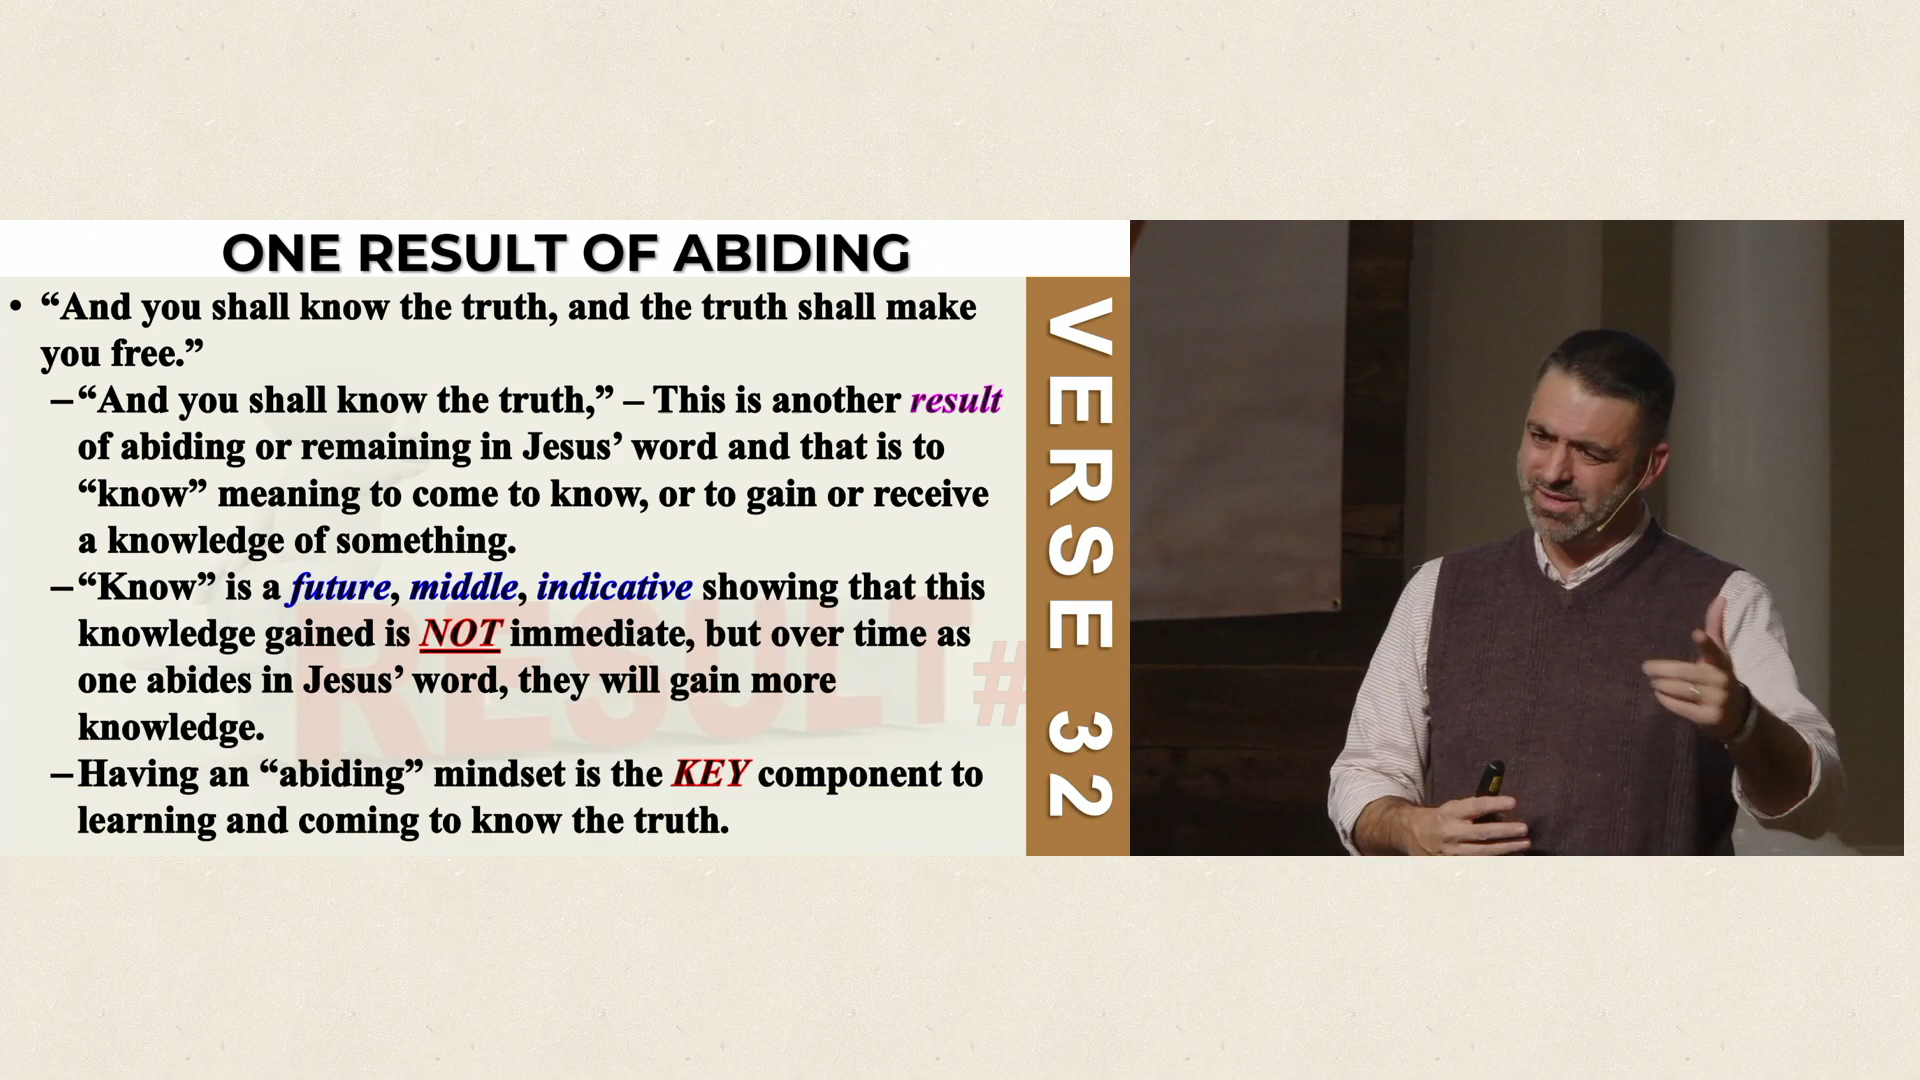 ONE RESULT OF ABIDING
• “And you shall know the truth, and the truth shall make
you free.”
– “And you shall know the truth,” – This is another result
of abiding or remaining in Jesus’ word and that is to
“know” meaning to come to know, or to gain or receive
a knowledge of something.
– “Know” is a future, middle, indicative showing that this
knowledge gained is NOT immediate, but over time as
one abides in Jesus’ word, they will gain more
knowledge.
– Having an “abiding” mindset is the KEY component to
learning and coming to know the truth.
RESULT #
VERSE 32